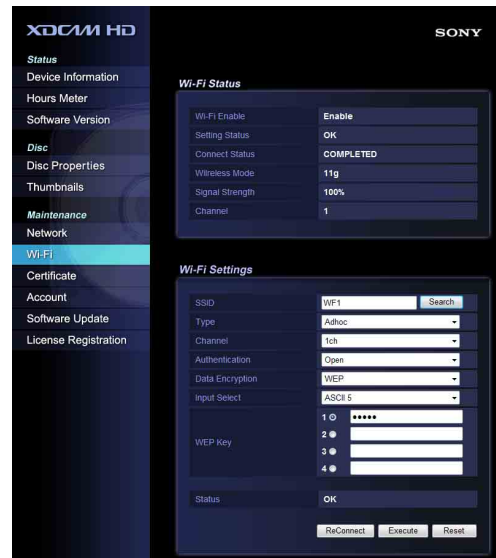 XDCAM HD
SONY
Status
Device Information
Hours Meter
Software Version
Disc
Disc Properties
Thumbnails
Maintenance
Network
Wi-Fi
Certificate
Account
Software Update
License Registration
Wi-Fi Status
Wi-Fi Enable Enable
Setting Status OK
Connect Status COMPLETED
Wilreless Mode 11g
Signal Strength 100%
Channel 1
Wi-Fi Settings
SSID WF1 Search
Type Adhoc
Channel 1ch
Authentication Open
Data Encryption WEP
Input Select ASCII 5
WEP Key
1 •••••
2
3
4
Status OK
ReConnect Execute Reset